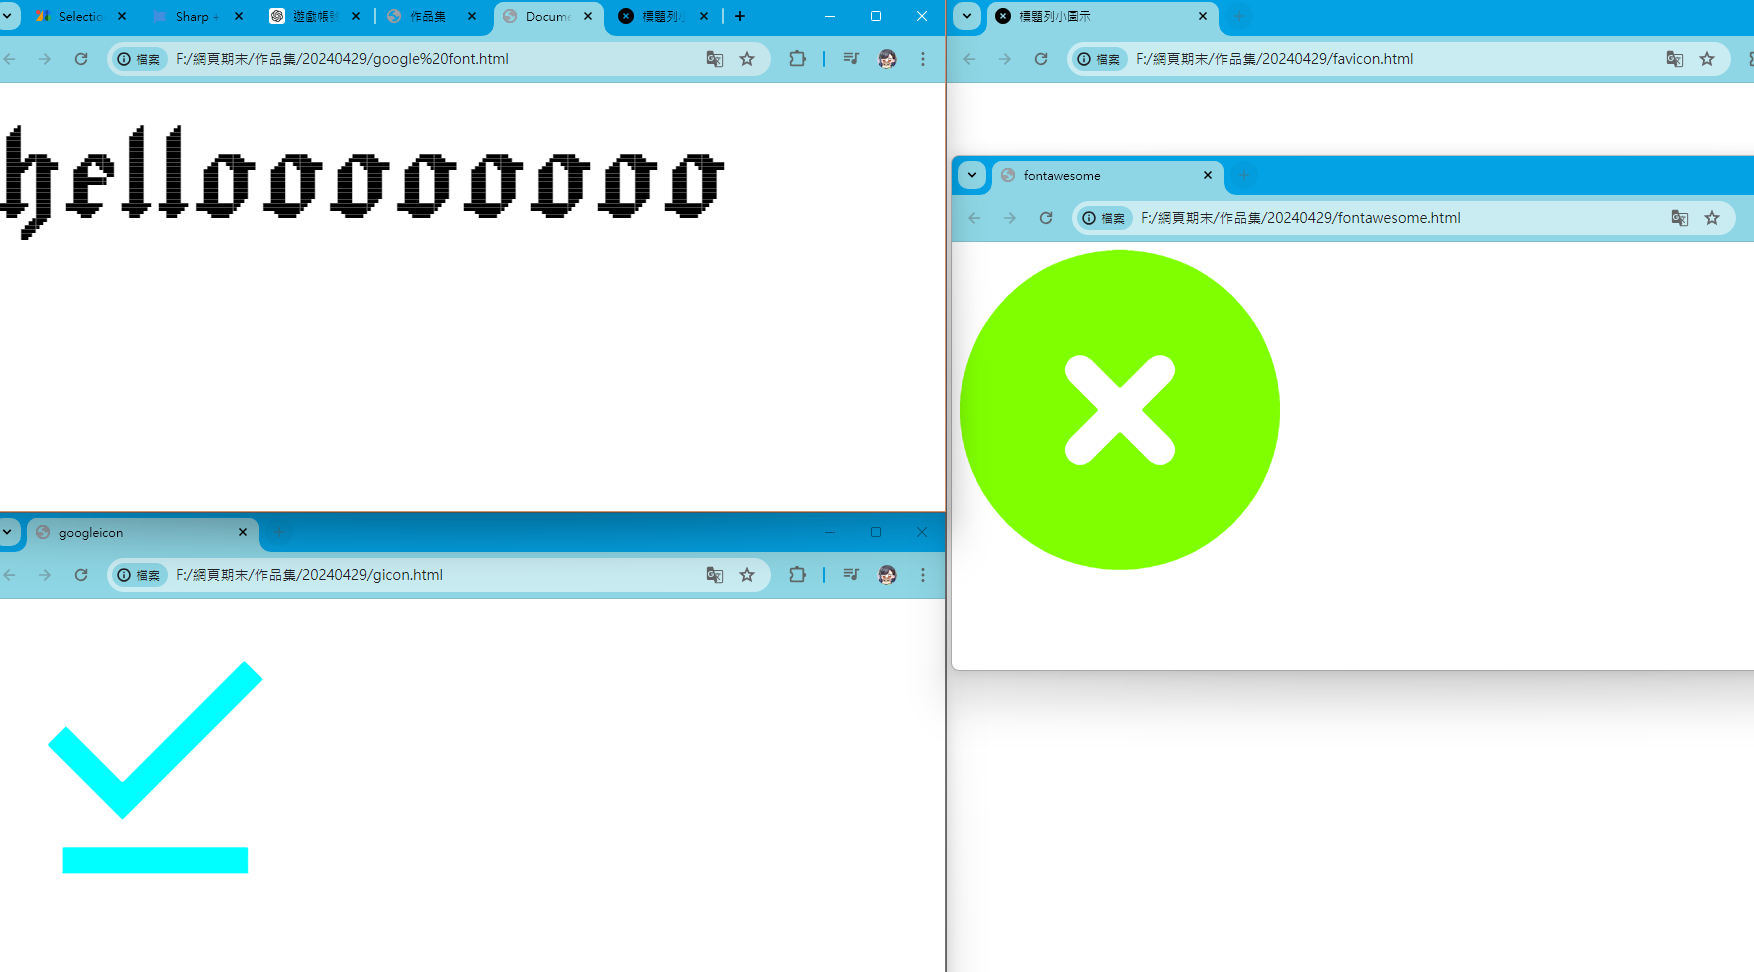 Selectio
Sharp +
遊戲帳號
作品集
Docum
標題列小
檔案
F:/網頁期末/作品集/20240429/google%20font.html
helloooooooo
googleicon
檔案
F:/網頁期末/作品集/20240429/gicon.html
標題列小圖示
檔案
F:/網頁期末/作品集/20240429/favicon.html
fontawesome
檔案
F:/網頁期末/作品集/20240429/fontawesome.html